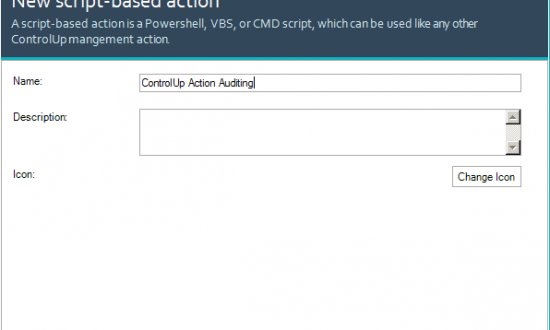 New script-based action
A script-based action is a Powershell, VBS, or CMD script, which can be used like any other
ControlUp mangement action.
Name:
ControlUp Action Auditing
Description:
Icon:
Change Icon